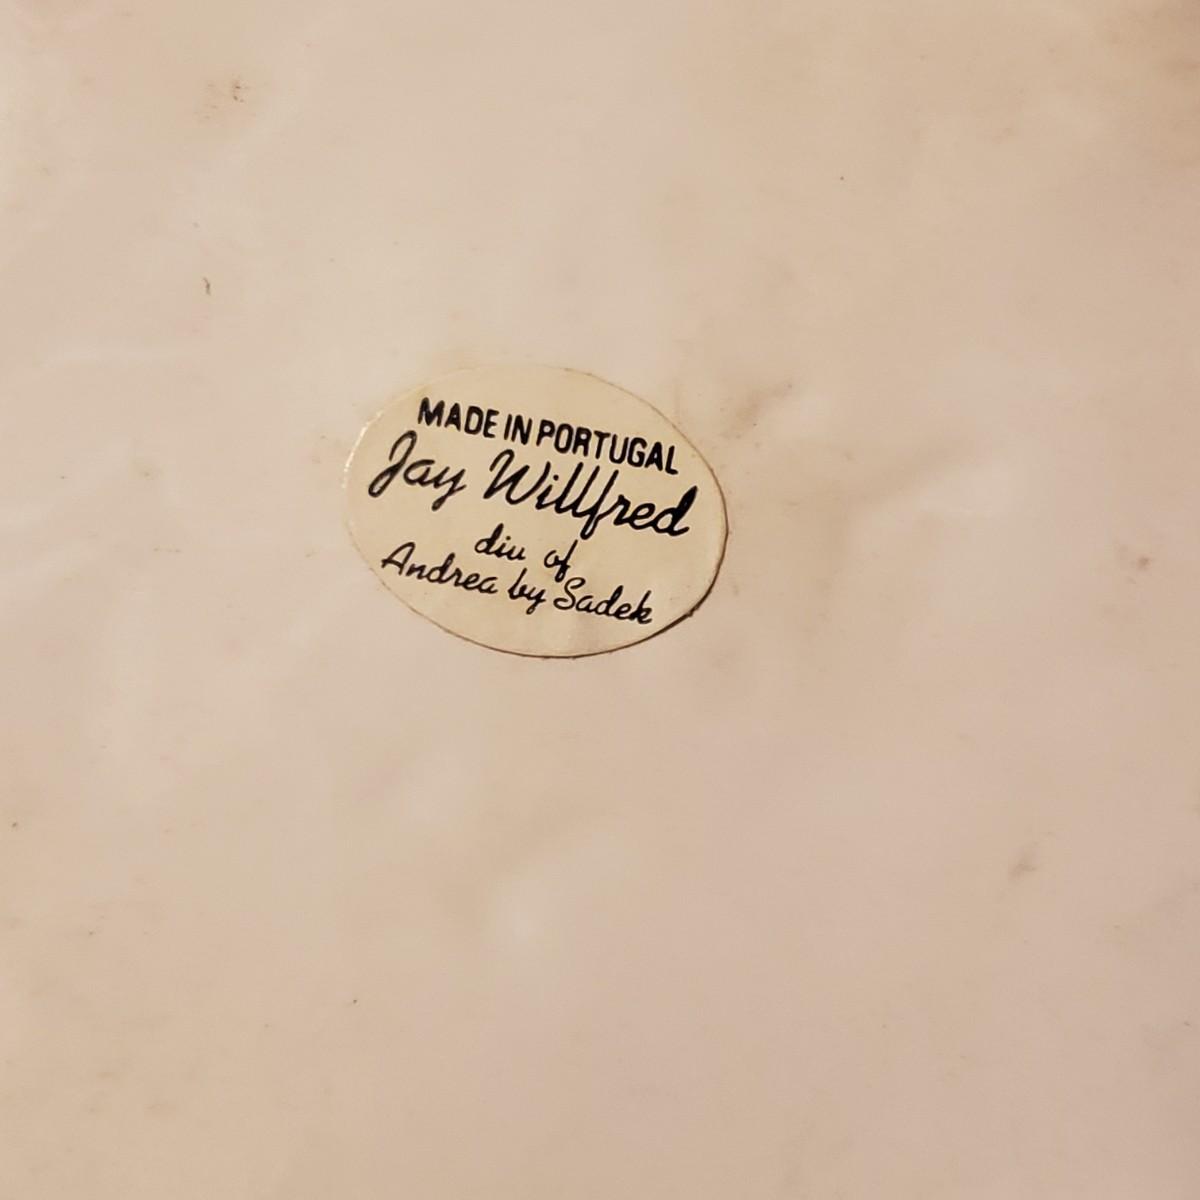 MADE IN PORTUGAL
Jay Willfred
div of
Andrea by Sadek